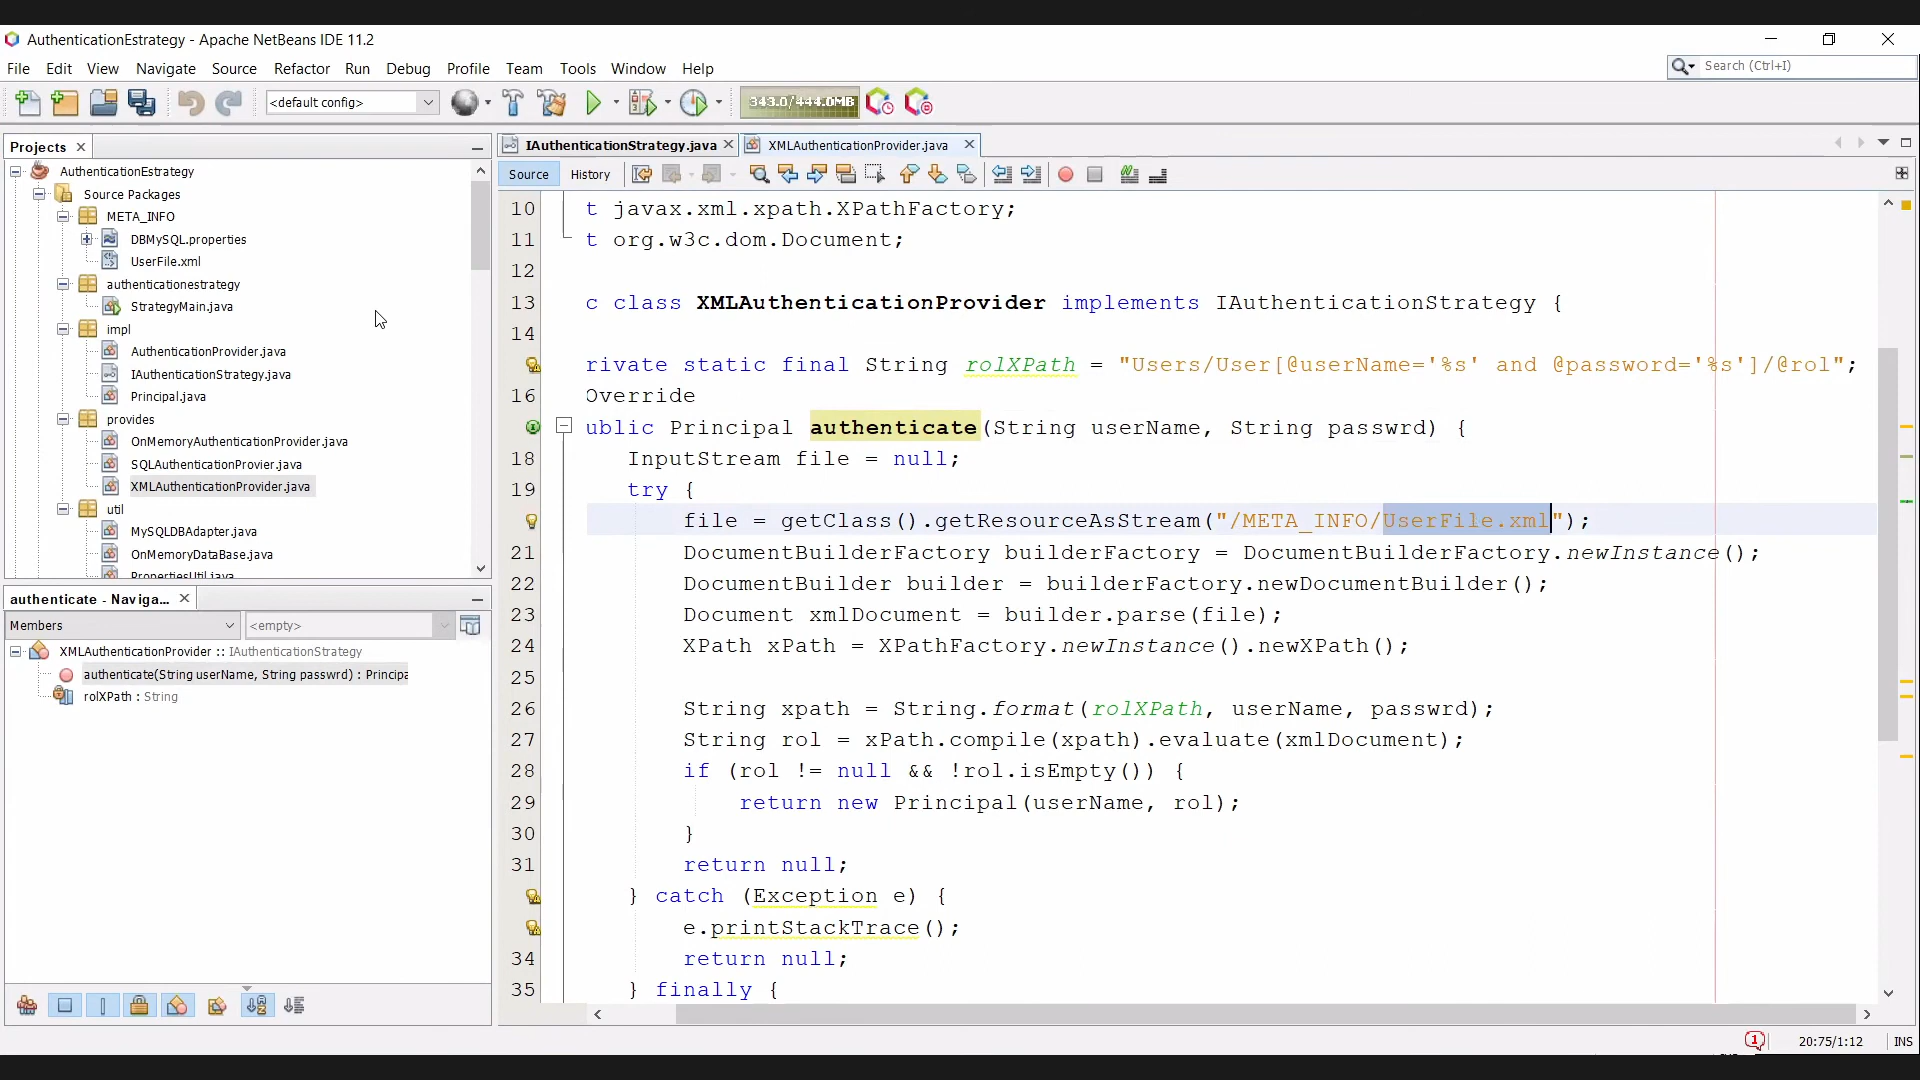 AuthenticationEstrategy - Apache NetBeans IDE 11.2
File Edit View Navigate Source Refactor Run Debug Profile Team Tools Window Help
Search (Ctrl+I)
<default config>
343.0/444.0MB
Projects
AuthenticationEstrategy
Source Packages
META_INFO
DBMySQL.properties
UserFile.xml
authenticationestrategy
StrategyMain.java
impl
AuthenticationProvider.java
IAuthenticationStrategy.java
Principal.java
provides
OnMemoryAuthenticationProvider.java
SQLAuthenticationProvier.java
XMLAuthenticationProvider.java
util
MySQLDBAdapter.java
OnMemoryDataBase.java
PropertiesUtil.java
authenticate - Naviga...
Members
<empty>
XMLAuthenticationProvider :: IAuthenticationStrategy
authenticate(String userName, String passwrd) : Principa
rolXPath : String
IAuthenticationStrategy.java
XMLAuthenticationProvider.java
Source
History
10 t javax.xml.xpath.XPathFactory;
11 t org.w3c.dom.Document;
12
13 c class XMLAuthenticationProvider implements IAuthenticationStrategy {
14
rivate static final String rolXPath = "Users/User[@userName='%s' and @password='%s']/@rol";
16 Override
ublic Principal authenticate(String userName, String passwrd) {
18 InputStream file = null;
19 try {
file = getClass().getResourceAsStream("/META_INFO/UserFile.xml");
21 DocumentBuilderFactory builderFactory = DocumentBuilderFactory.newInstance();
22 DocumentBuilder builder = builderFactory.newDocumentBuilder();
23 Document xmlDocument = builder.parse(file);
24 XPath xPath = XPathFactory.newInstance().newXPath();
25
26 String xpath = String.format(rolXPath, userName, passwrd);
27 String rol = xPath.compile(xpath).evaluate(xmlDocument);
28 if (rol != null && !rol.isEmpty()) {
29 return new Principal(userName, rol);
30 }
31 return null;
} catch (Exception e) {
e.printStackTrace();
34 return null;
35 } finally {
1
20:75/1:12
INS